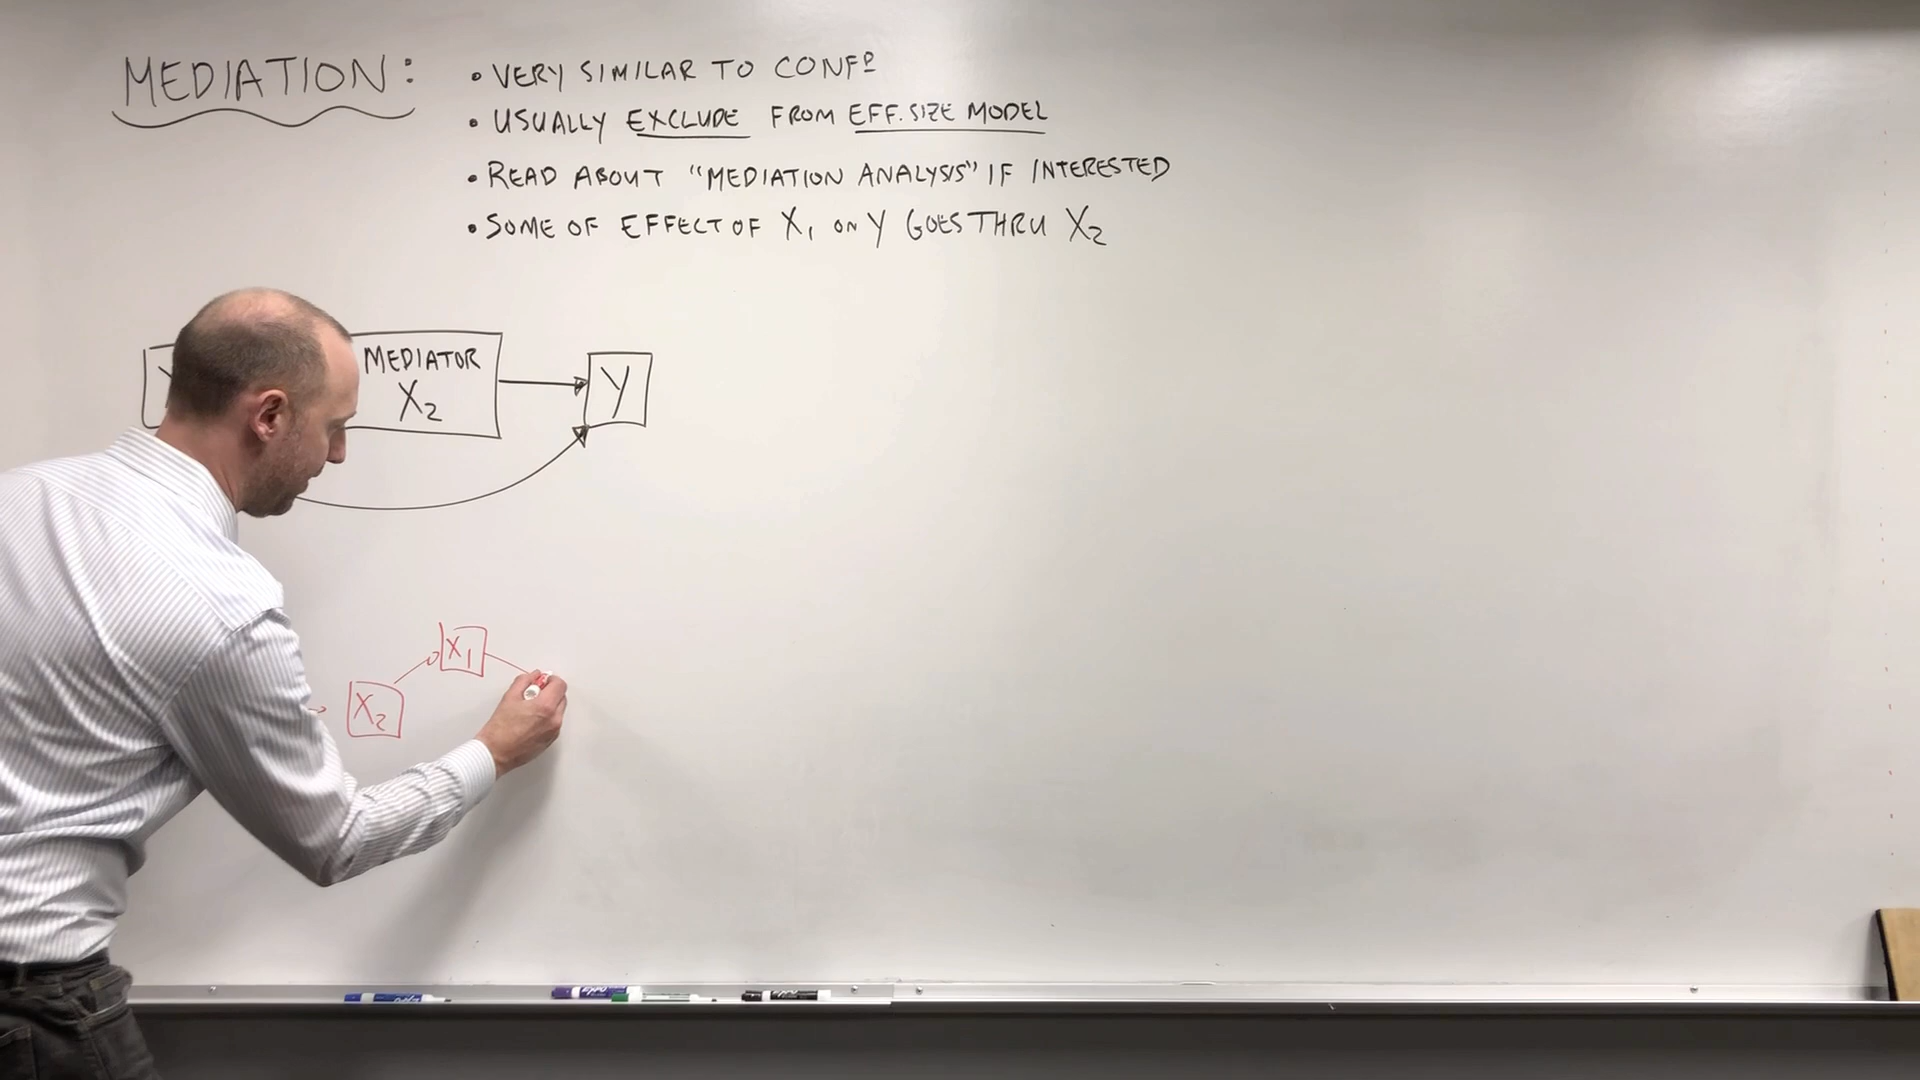 MEDIATION:
• VERY SIMILAR TO CONFD
• USUALLY EXCLUDE FROM EFF. SIZE MODEL
• READ ABOUT "MEDIATION ANALYSIS" IF INTERESTED
• SOME OF EFFECT OF X1 ON Y GOES THRU X2
MEDIATOR
X2
Y
X1
X2